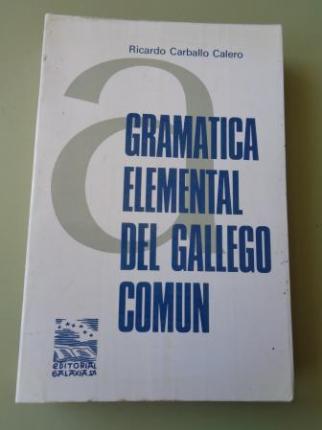 Ricardo Carballo Calero
a
GRAMATICA
ELEMENTAL
DEL GALLEGO
COMUN
EDITORIAL
GALAXIA SA